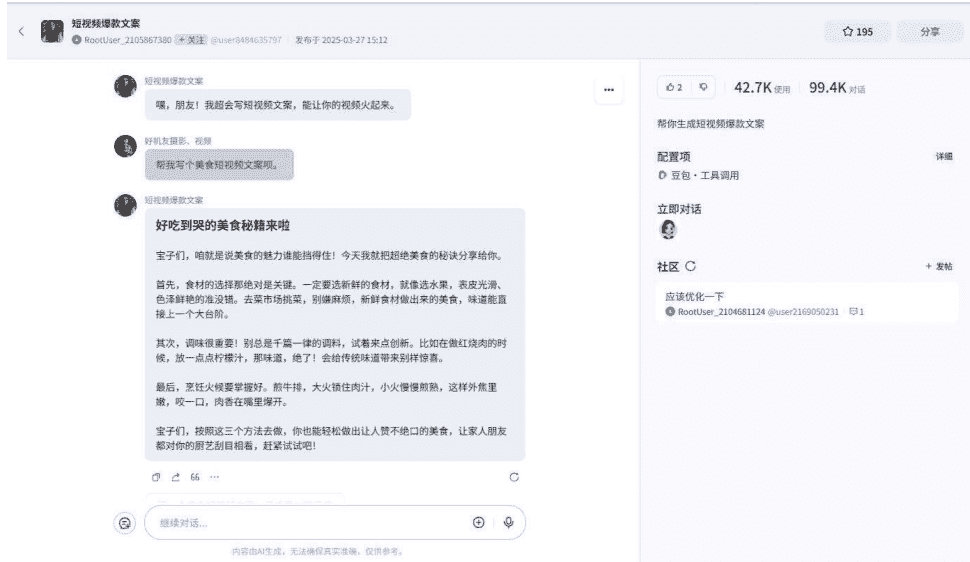 短视频爆款文案
RootUser_2105867380 + 关注 @user8484635797 发布于 2025-03-27 15:12
195
分享
短视频爆款文案
嘿，朋友！我超会写短视频文案，能让你的视频火起来。
好机友摄影、视频
帮我写个美食短视频文案呗。
短视频爆款文案
好吃到哭的美食秘籍来啦
宝子们，咱就是说美食的魅力谁能挡得住！今天我就把超绝美食的秘诀分享给你。
首先，食材的选择那绝对是关键。一定要选新鲜的食材，就像选水果，表皮光滑、
色泽鲜艳的准没错。去菜市场挑菜，别嫌麻烦，新鲜食材做出来的美食，味道能直
接上一个大台阶。
其次，调味很重要！别总是千篇一律的调料，试着来点创新。比如在做红烧肉的时
候，放一点点柠檬汁，那味道，绝了！会给传统味道带来别样惊喜。
最后，烹饪火候要掌握好。煎牛排，大火锁住肉汁，小火慢慢煎熟，这样外焦里
嫩，咬一口，肉香在嘴里爆开。
宝子们，按照这三个方法去做，你也能轻松做出让人赞不绝口的美食，让家人朋友
都对你的厨艺刮目相看，赶紧试试吧！
继续对话...
内容由AI生成，无法确保真实准确，仅供参考。
2
42.7K 使用
99.4K 对话
帮你生成短视频爆款文案
配置项
详细
豆包·工具调用
立即对话
社区
+ 发帖
应该优化一下
RootUser_2104681124 @user2169050231 1